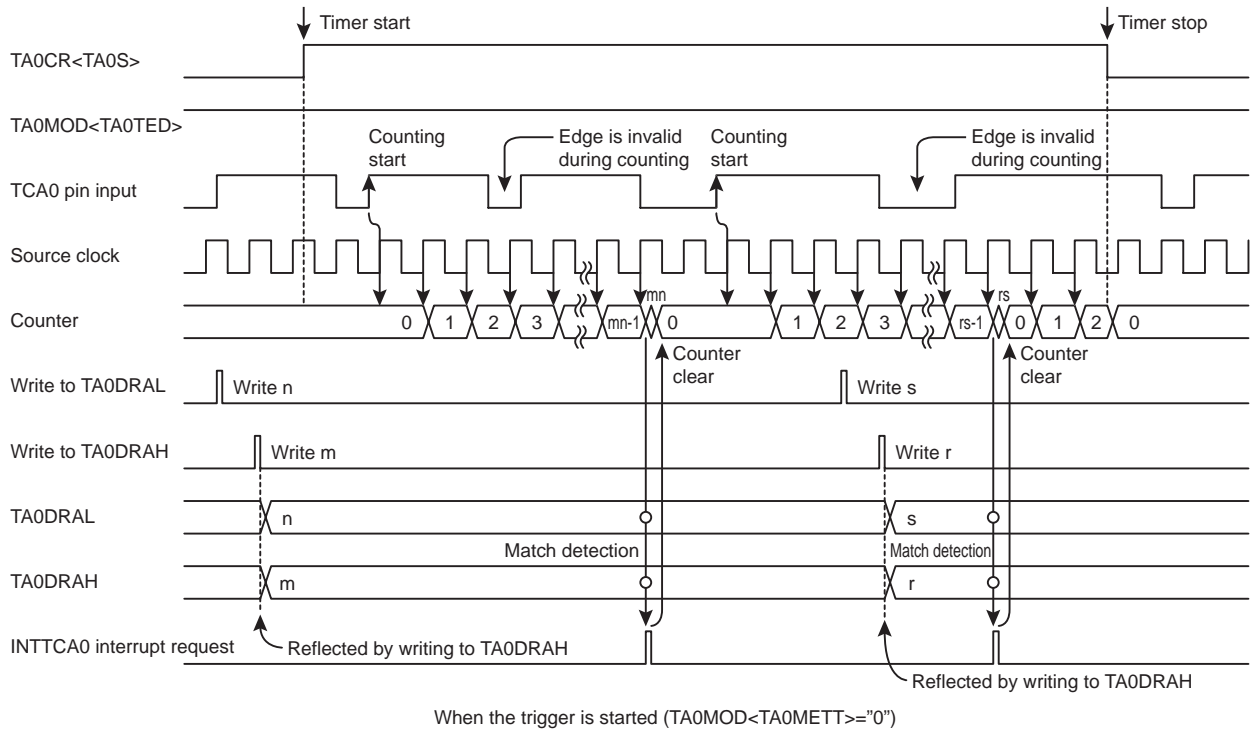 Timer start
Timer stop
TA0CR<TA0S>
TA0MOD<TA0TED>
Counting
start
Edge is invalid
during counting
Counting
start
Edge is invalid
during counting
TCA0 pin input
Source clock
Counter
0 1 2 3 mn-1 mn 0 1 2 3 rs-1 rs 0 1 2 0
Counter
clear
Counter
clear
Write to TA0DRAL
Write n
Write s
Write to TA0DRAH
Write m
Write r
TA0DRAL
n
s
Match detection
Match detection
TA0DRAH
m
r
INTTCA0 interrupt request
Reflected by writing to TA0DRAH
Reflected by writing to TA0DRAH
When the trigger is started (TA0MOD<TA0METT>=”0”)